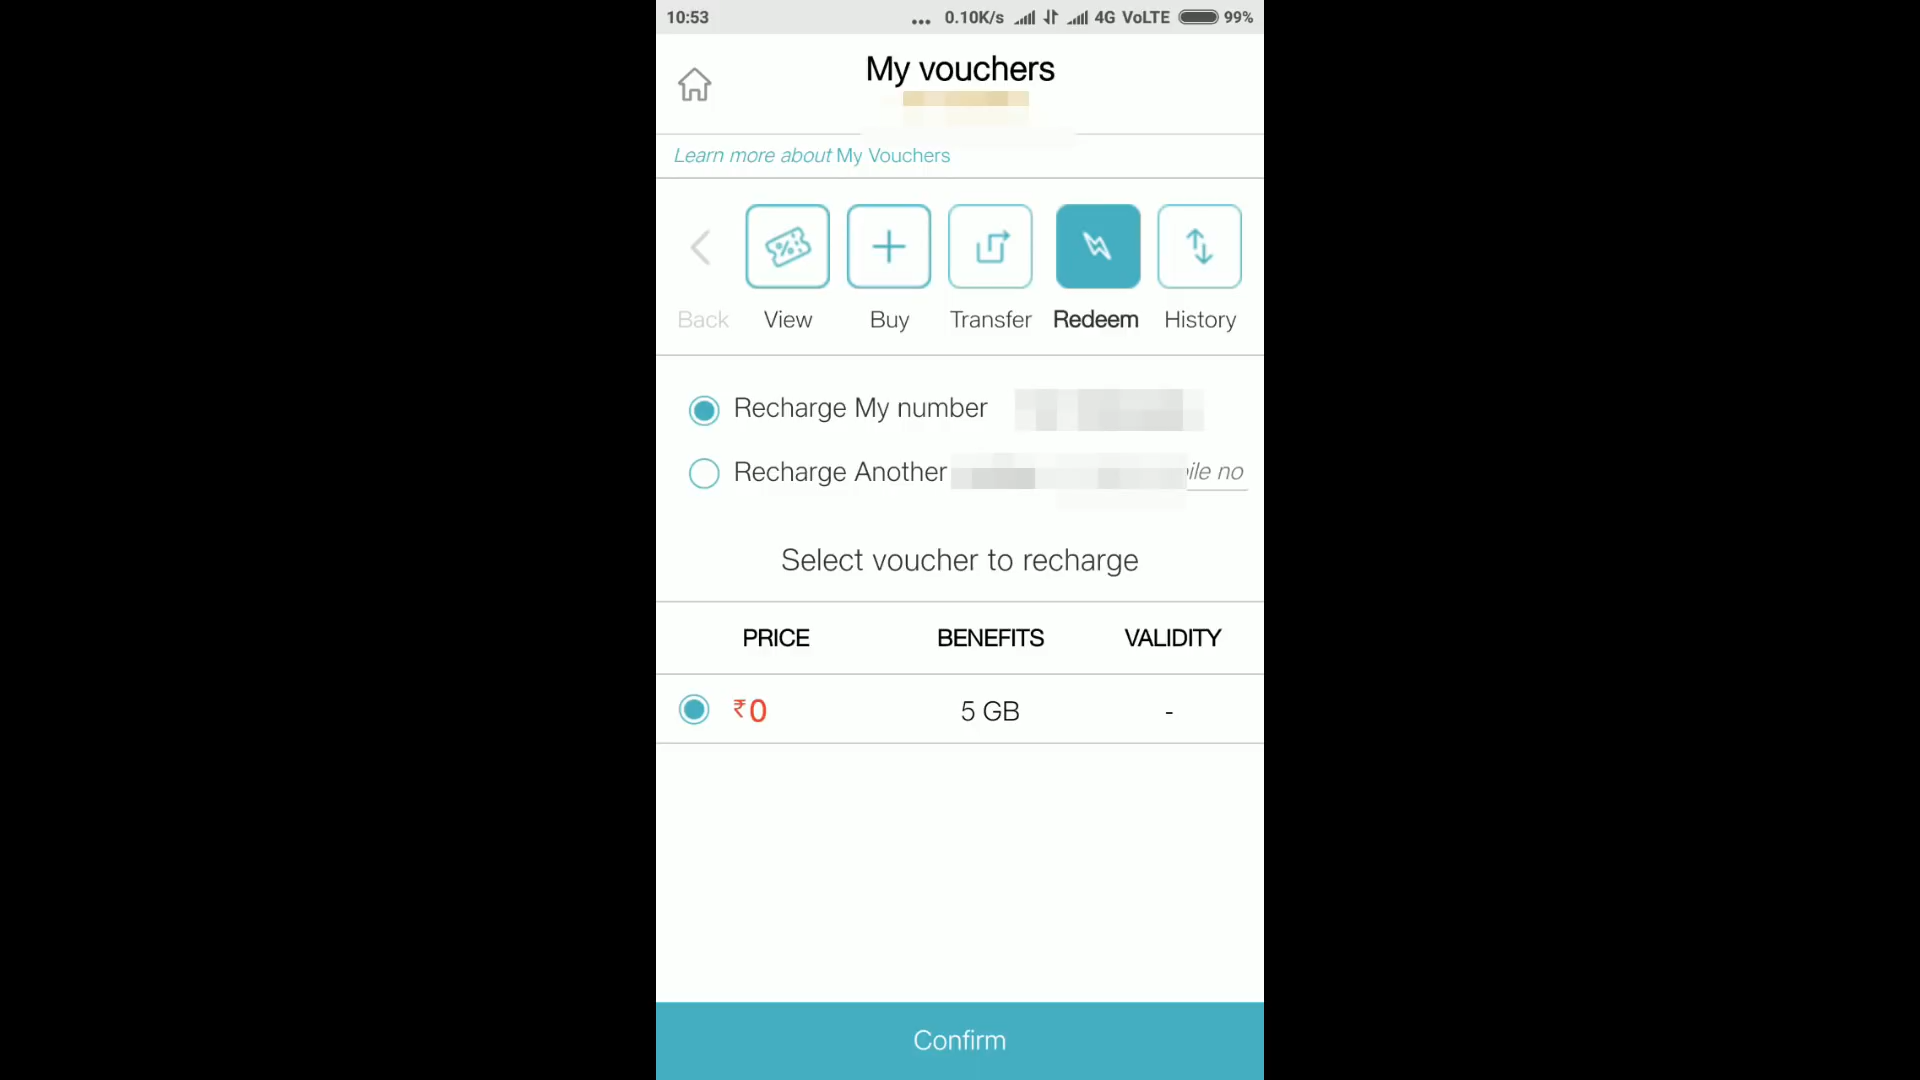 10:53 ... 0.10K/s 4G VoLTE 99%
My vouchers
Learn more about My Vouchers
Back View Buy Transfer Redeem History
Recharge My number
Recharge Another no
Select voucher to recharge
PRICE BENEFITS VALIDITY
₹0 5 GB -
Confirm